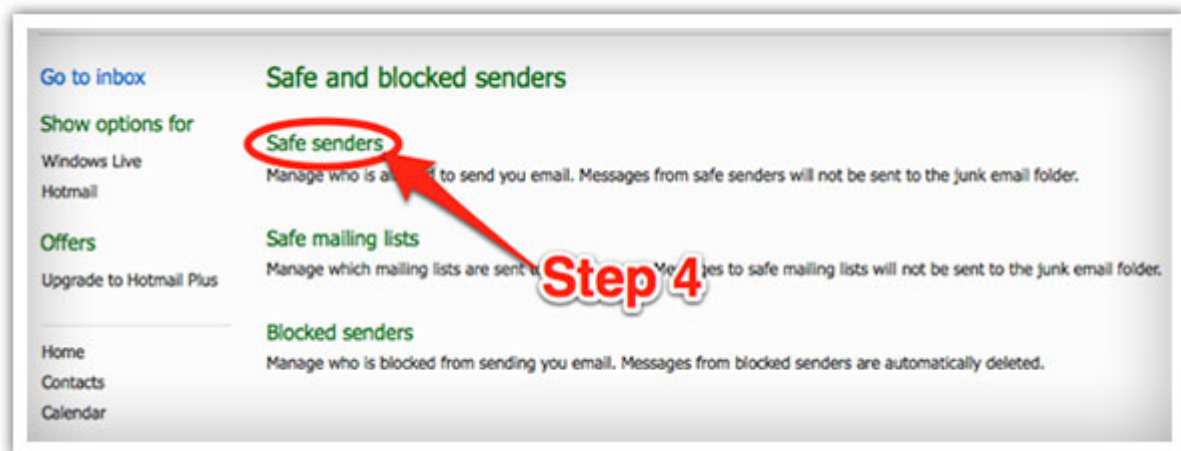 Go to inbox
Show options for
Windows Live
Hotmail
Offers
Upgrade to Hotmail Plus
Home
Contacts
Calendar
Safe and blocked senders
Safe senders
Manage who is to send you email. Messages from safe senders will not be sent to the junk email folder.
Safe mailing lists
Manage which mailing lists are sent to safe mailing lists will not be sent to the junk email folder.
Step 4
Blocked senders
Manage who is blocked from sending you email. Messages from blocked senders are automatically deleted.